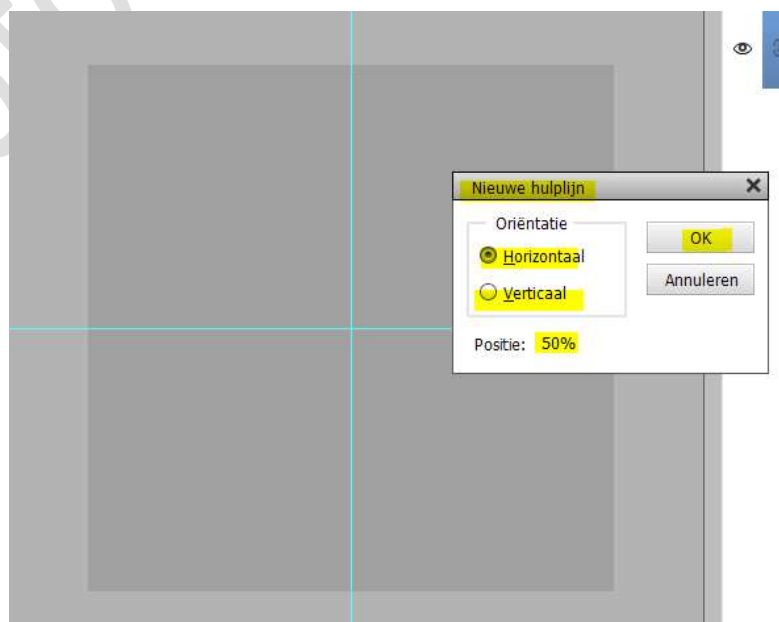 Nieuwe hulplijn
Oriëntatie
Horizontaal
OK
Verticaal
Annuleren
Positie: 50%